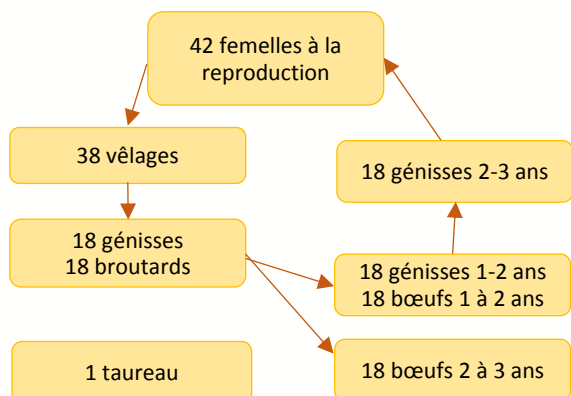 42 femelles à la
reproduction
38 vêlages
18 génisses
18 broutards
1 taureau
18 génisses 2-3 ans
18 génisses 1-2 ans
18 bœufs 1 à 2 ans
18 bœufs 2 à 3 ans